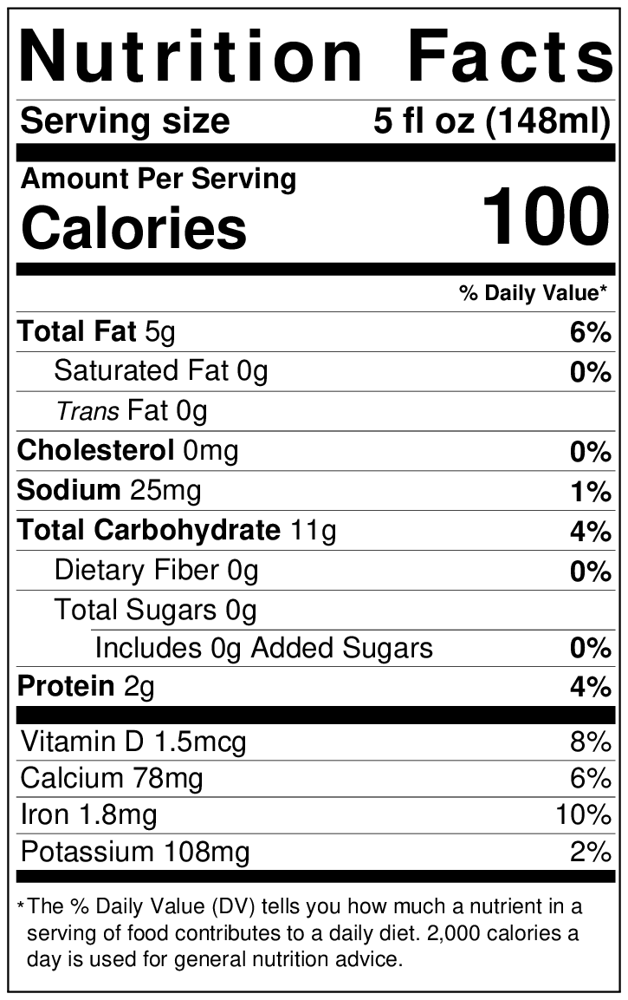 Nutrition Facts
Serving size 5 fl oz (148ml)
Amount Per Serving
Calories 100
% Daily Value*
Total Fat 5g 6%
Saturated Fat 0g 0%
Trans Fat 0g
Cholesterol 0mg 0%
Sodium 25mg 1%
Total Carbohydrate 11g 4%
Dietary Fiber 0g 0%
Total Sugars 0g
Includes 0g Added Sugars 0%
Protein 2g 4%
Vitamin D 1.5mcg 8%
Calcium 78mg 6%
Iron 1.8mg 10%
Potassium 108mg 2%
*The % Daily Value (DV) tells you how much a nutrient in a
serving of food contributes to a daily diet. 2,000 calories a
day is used for general nutrition advice.